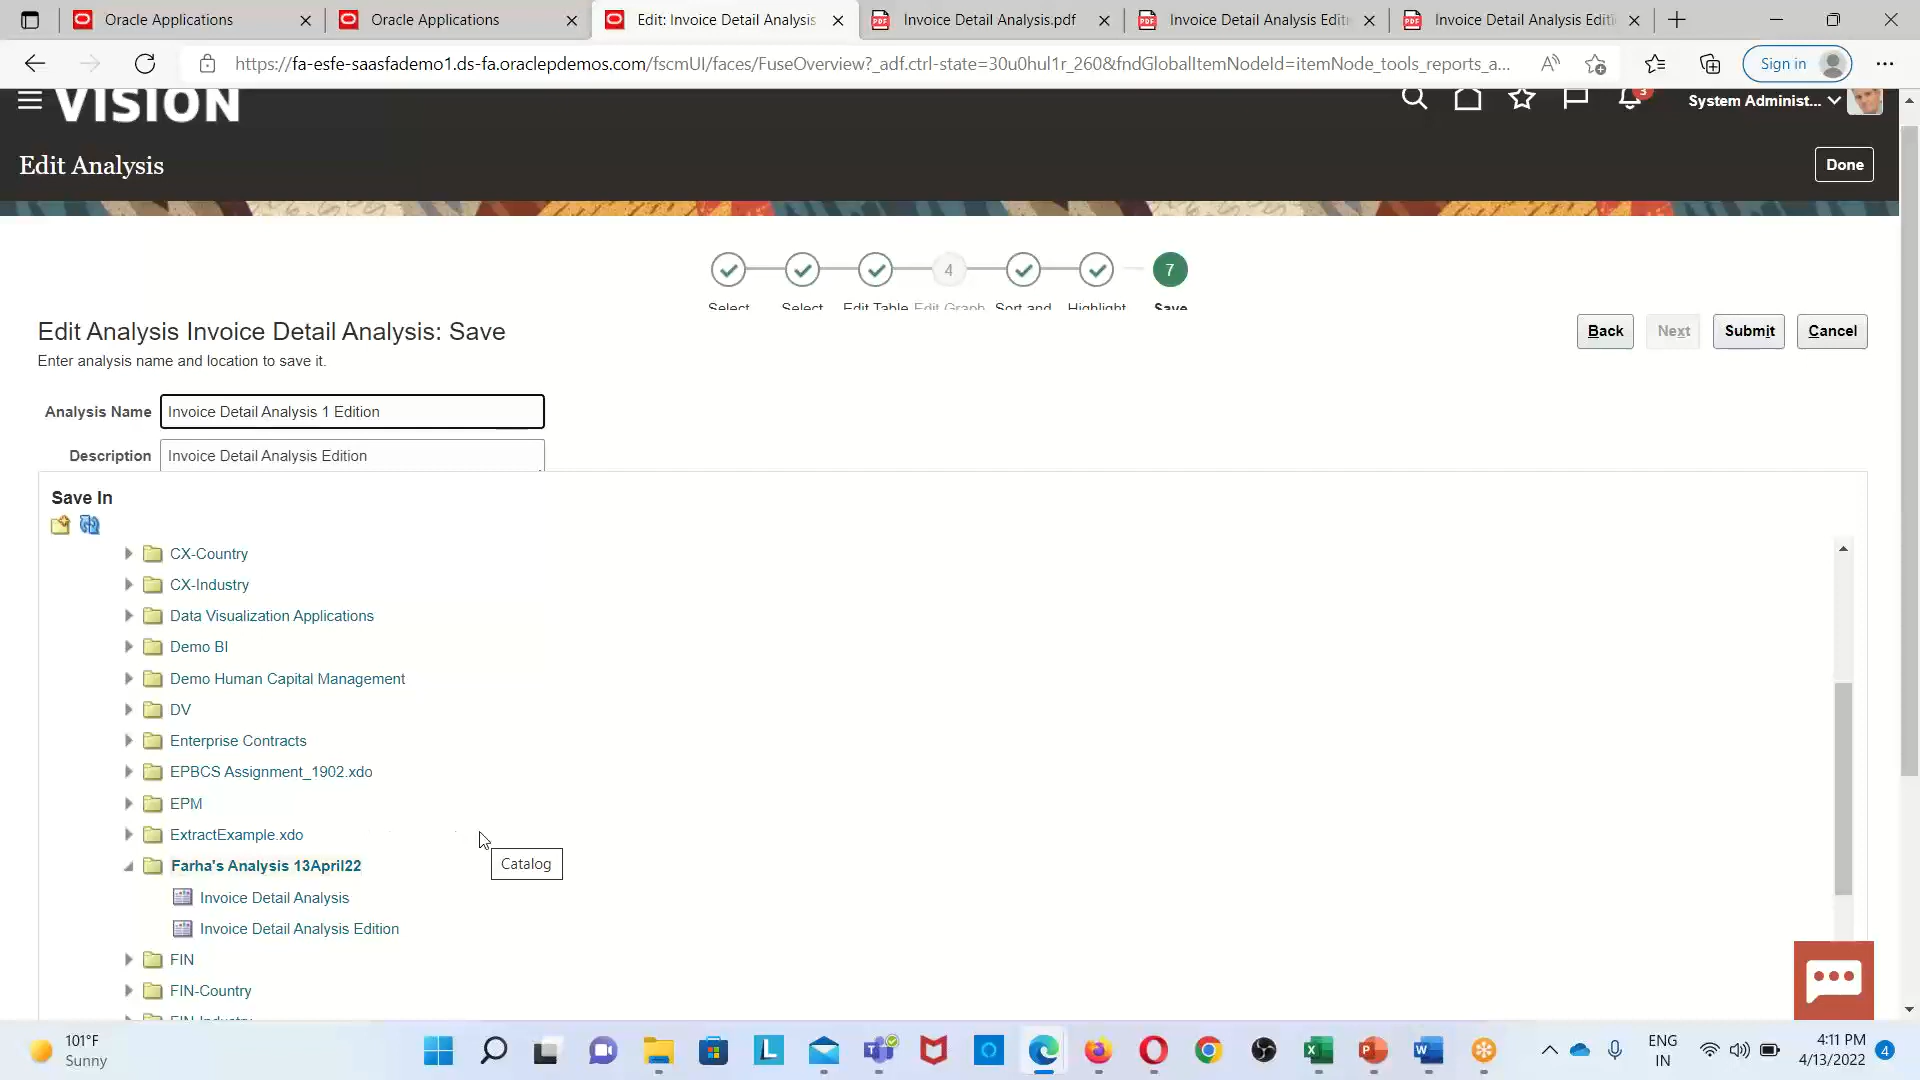 Oracle Applications
Oracle Applications
Edit: Invoice Detail Analysis
Invoice Detail Analysis.pdf
Invoice Detail Analysis Editi
Invoice Detail Analysis Editi
https://fa-esfe-saasfademo1.ds-fa.oraclepdemos.com/fscmUI/faces/FuseOverview?_adf.ctrl-state=30u0hul1r_260&fndGlobalItemNodeId=itemNode_tools_reports_a...
Sign in
VISION
3
System Administ...
Edit Analysis
Done
4
7
Select
Select
Edit Table
Edit Graph
Sort and
Highlight
Save
Edit Analysis Invoice Detail Analysis: Save
Back
Next
Submit
Cancel
Enter analysis name and location to save it.
Analysis Name
Invoice Detail Analysis 1 Edition
Description
Invoice Detail Analysis Edition
Save In
CX-Country
CX-Industry
Data Visualization Applications
Demo BI
Demo Human Capital Management
DV
Enterprise Contracts
EPBCS Assignment_1902.xdo
EPM
ExtractExample.xdo
Catalog
Farha's Analysis 13April22
Invoice Detail Analysis
Invoice Detail Analysis Edition
FIN
FIN-Country
FIN-Industry
101°F
Sunny
ENG
IN
4:11 PM
4/13/2022
4